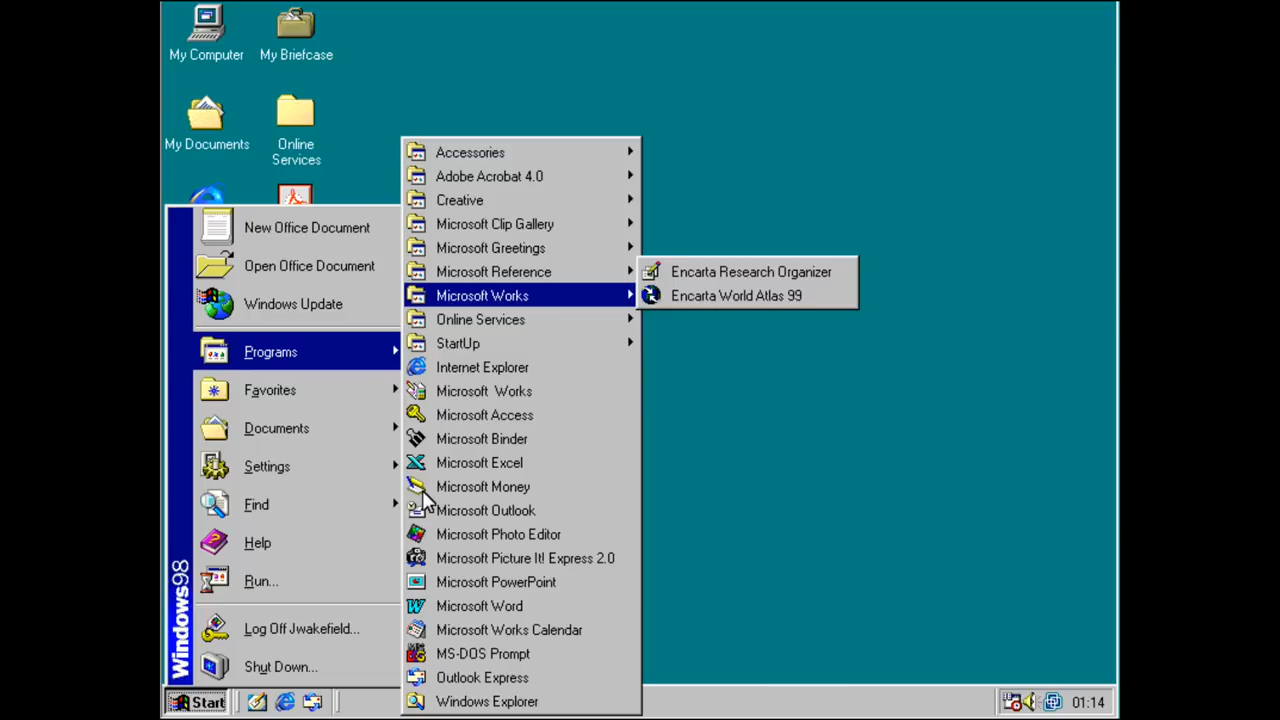 My Computer
My Briefcase
My Documents
Online
Services
New Office Document
Open Office Document
Windows Update
Programs
Favorites
Documents
Settings
Find
Help
Run...
Log Off Jwakefield...
Shut Down...
Windows98
Accessories
Adobe Acrobat 4.0
Creative
Microsoft Clip Gallery
Microsoft Greetings
Microsoft Reference
Microsoft Works
Online Services
StartUp
Internet Explorer
Microsoft  Works
Microsoft Access
Microsoft Binder
Microsoft Excel
Microsoft Money
Microsoft Outlook
Microsoft Photo Editor
Microsoft Picture It! Express 2.0
Microsoft PowerPoint
Microsoft Word
Microsoft Works Calendar
MS-DOS Prompt
Outlook Express
Windows Explorer
Encarta Research Organizer
Encarta World Atlas 99
Start
01:14